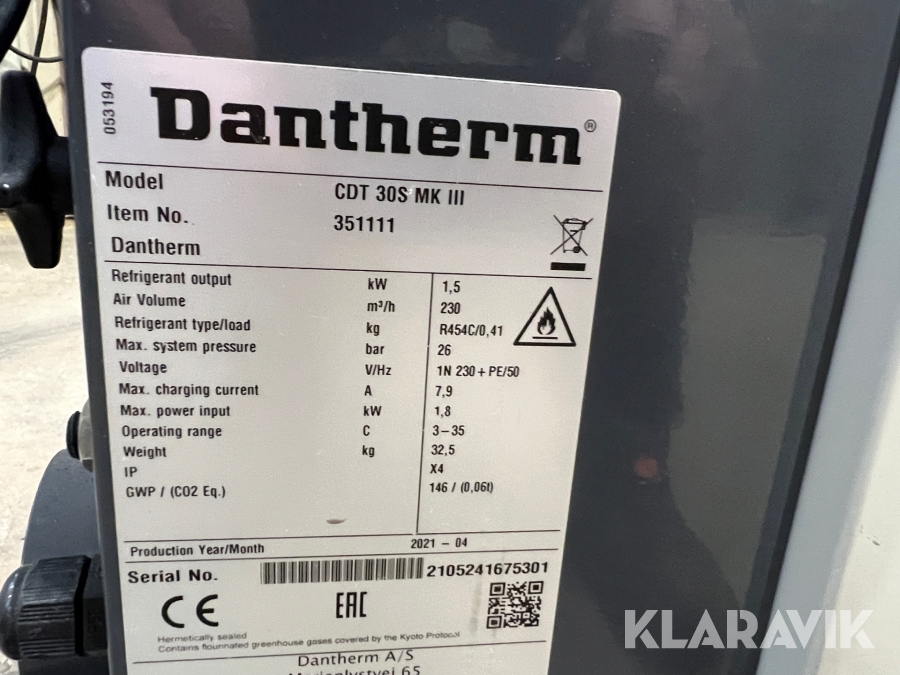 053194
Dantherm®
Model CDT 30S MK III
Item No. 351111
Dantherm
Refrigerant output kW 1,5
Air Volume m³/h 230
Refrigerant type/load kg R454C/0,41
Max. system pressure bar 26
Voltage V/Hz 1N 230 + PE/50
Max. charging current A 7,9
Max. power input kW 1,8
Operating range C 3-35
Weight kg 32,5
IP X4
GWP / (CO2 Eq.) 146 / (0,06t)
Production Year/Month 2021 - 04
Serial No. 2105241675301
CE EAC
Hermetically sealed
Contains flourinated greenhouse gases covered by the Kyoto Protocol
Dantherm A/S
Marienlystvej 65
KLARAVIK